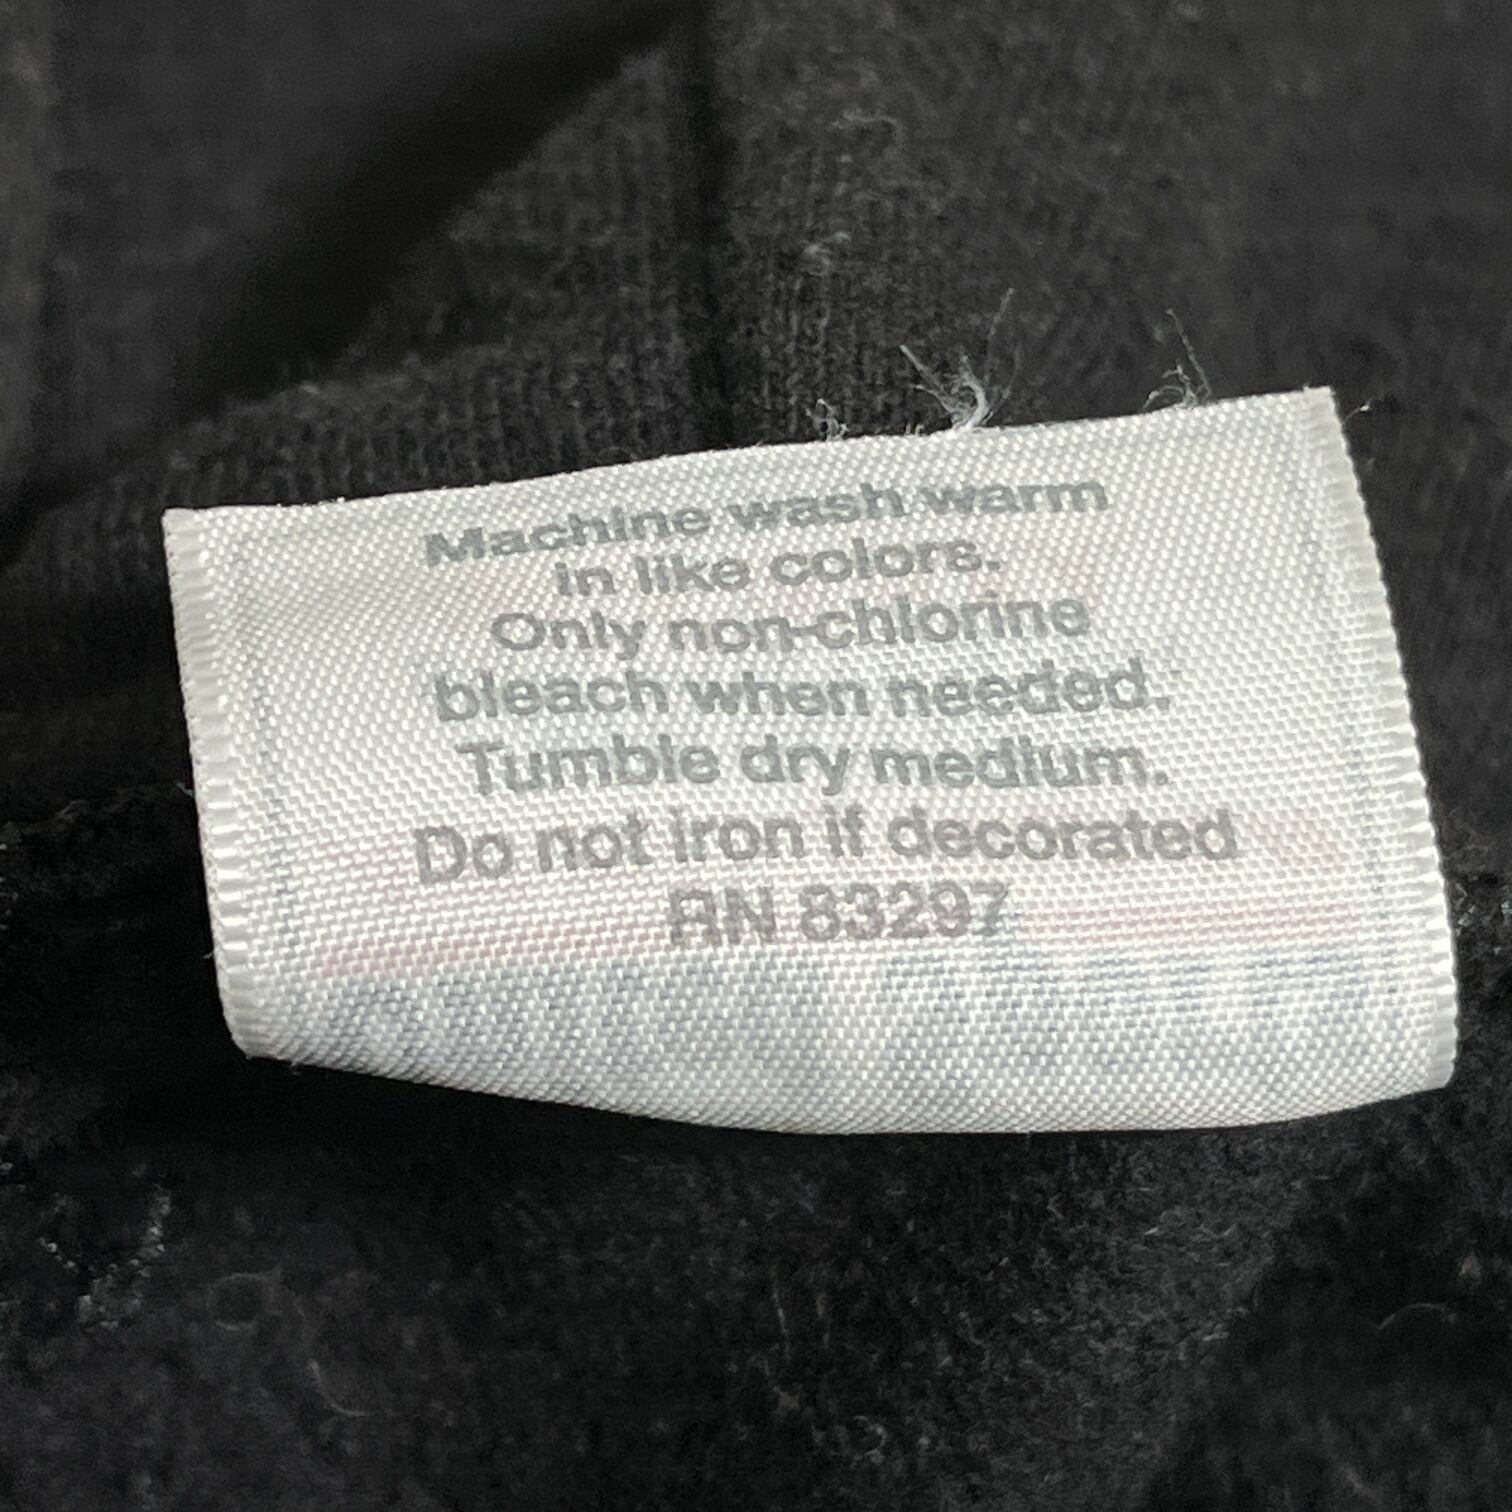 Machine wash warm
in like colors.
Only non-chlorine
bleach when needed.
Tumble dry medium.
Do not iron if decorated
RN 83297